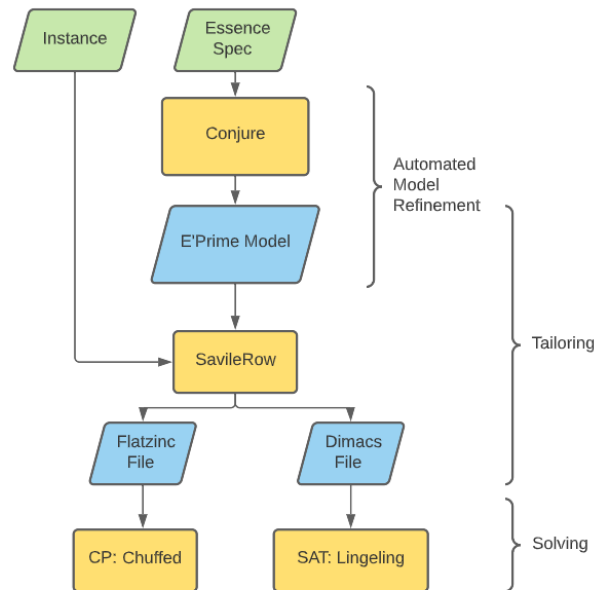 Instance
Essence
Spec
Conjure
Automated
Model
Refinement
E'Prime Model
SavileRow
Tailoring
Flatzinc
File
Dimacs
File
CP: Chuffed
SAT: Lingeling
Solving